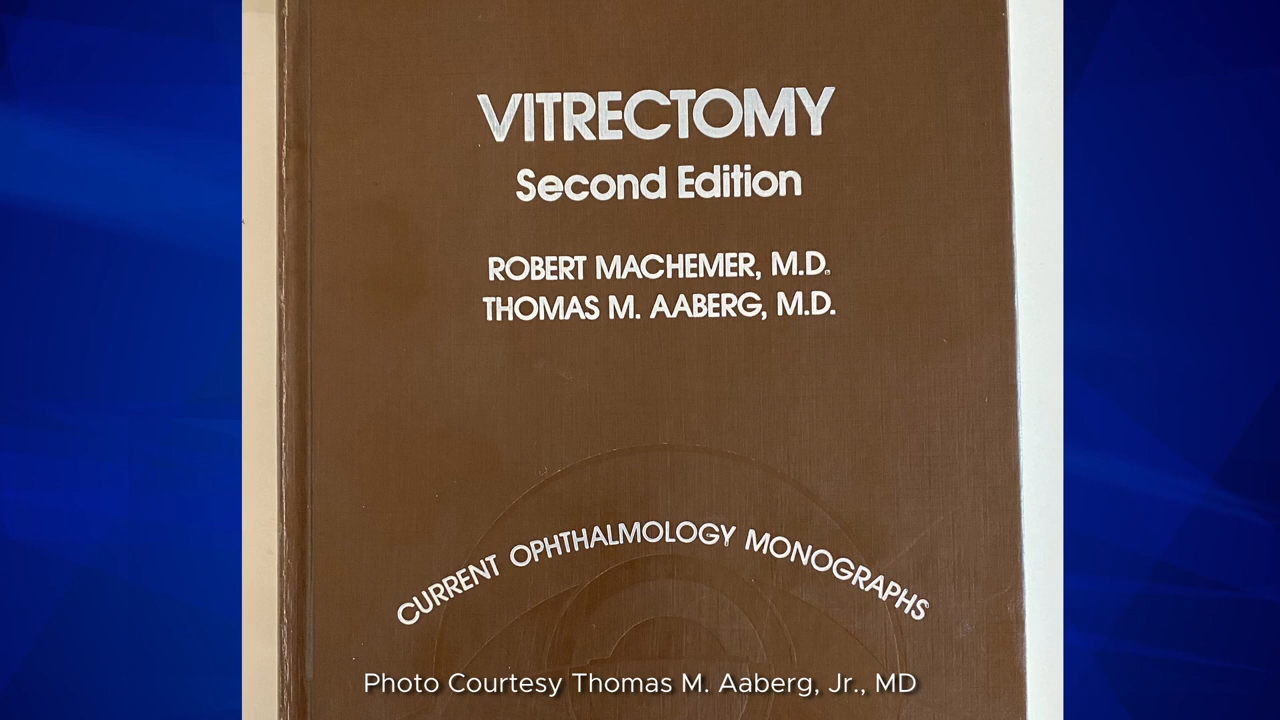 VITRECTOMY
Second Edition
ROBERT MACHEMER, M.D.
THOMAS M. AABERG, M.D.
CURRENT OPHTHALMOLOGY MONOGRAPHS
Photo Courtesy Thomas M. Aaberg, Jr., MD